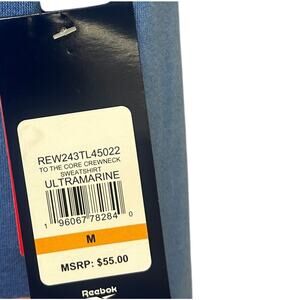 REW243TL45022
TO THE CORE CREWNECK
SWEATSHIRT
ULTRAMARINE
1 96067 78284 0
M
MSRP: $55.00
Reebok